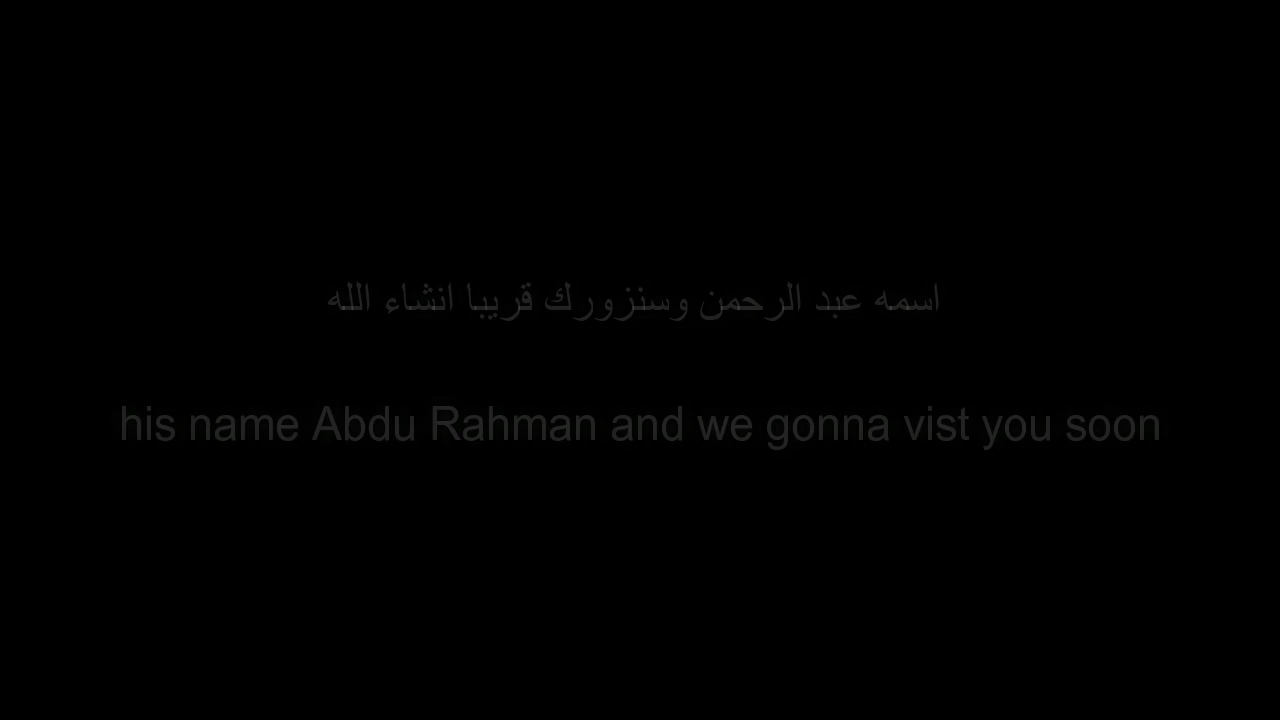 اسمه عبد الرحمن وسنزورك قريبا انشاء الله
his name Abdu Rahman and we gonna vist you soon